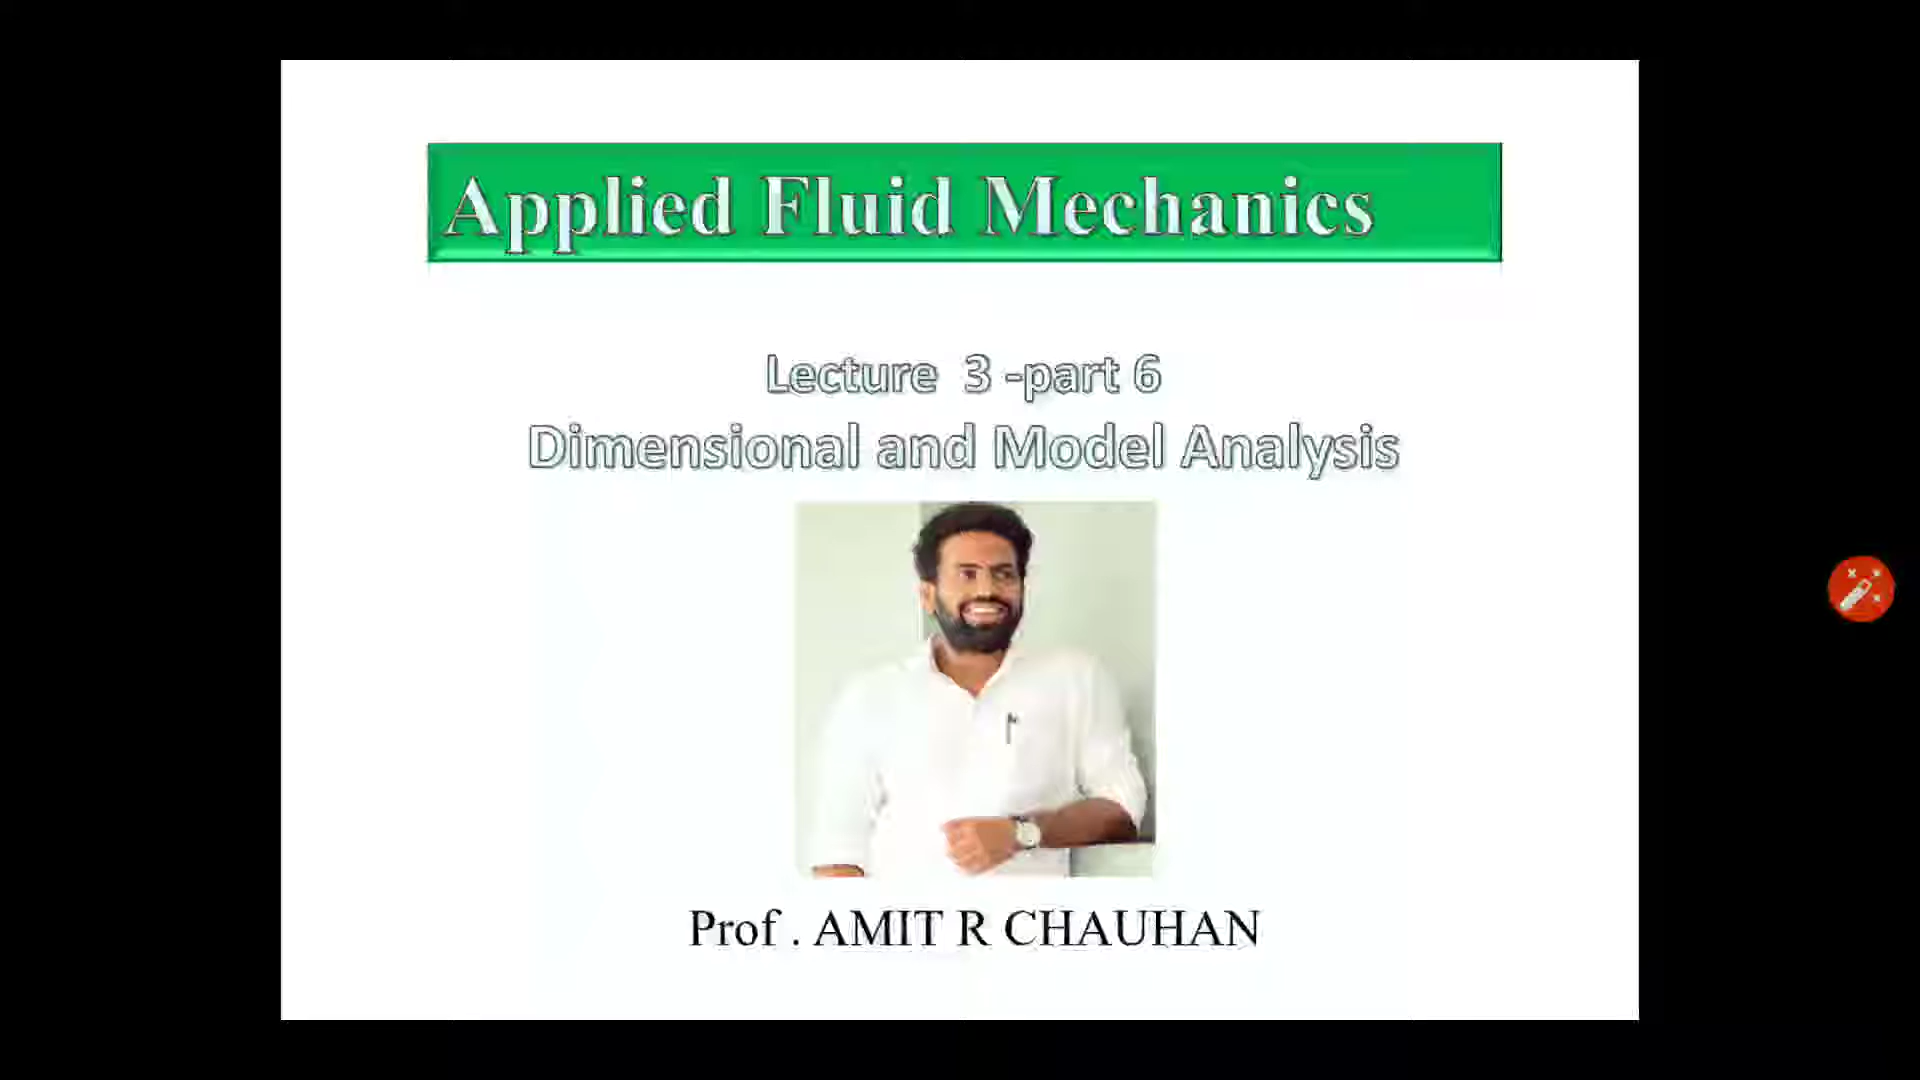 Applied Fluid Mechanics
Lecture 3 -part 6
Dimensional and Model Analysis
Prof . AMIT R CHAUHAN